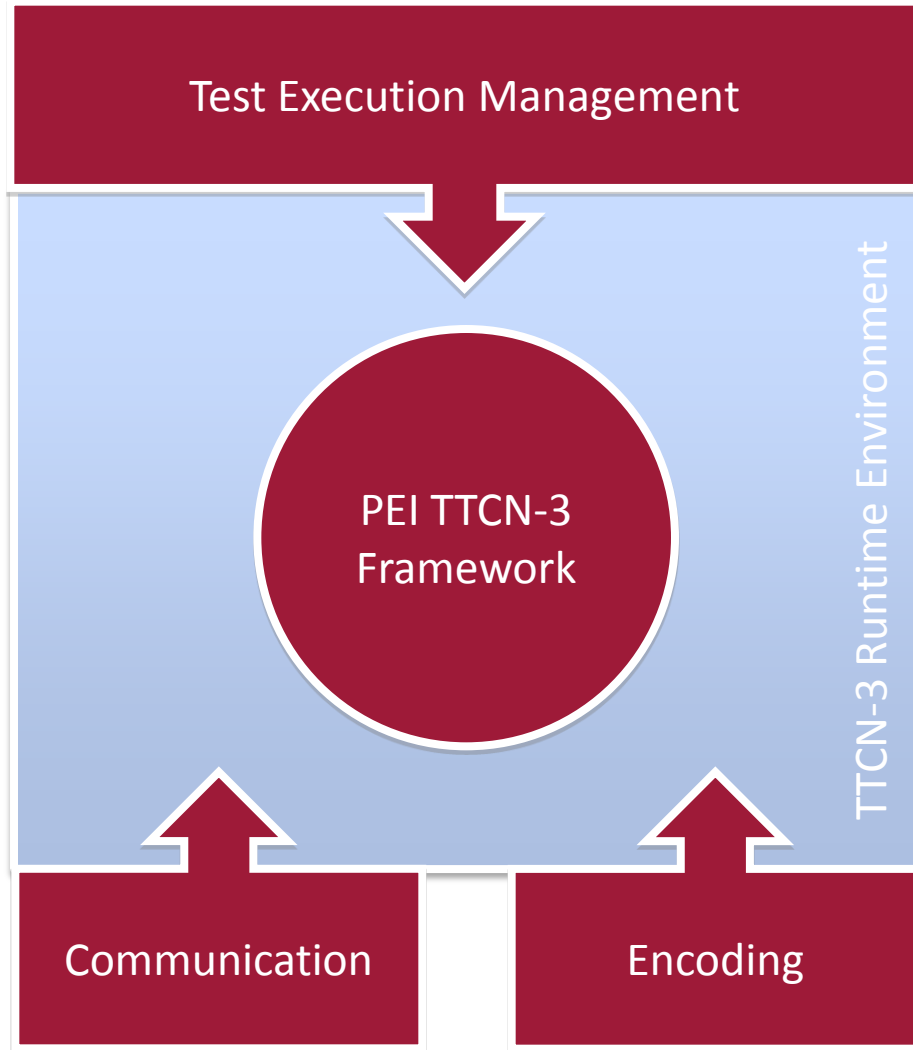 Test Execution Management
TTCN-3 Runtime Environment
PEI TTCN-3
Framework
Communication
Encoding